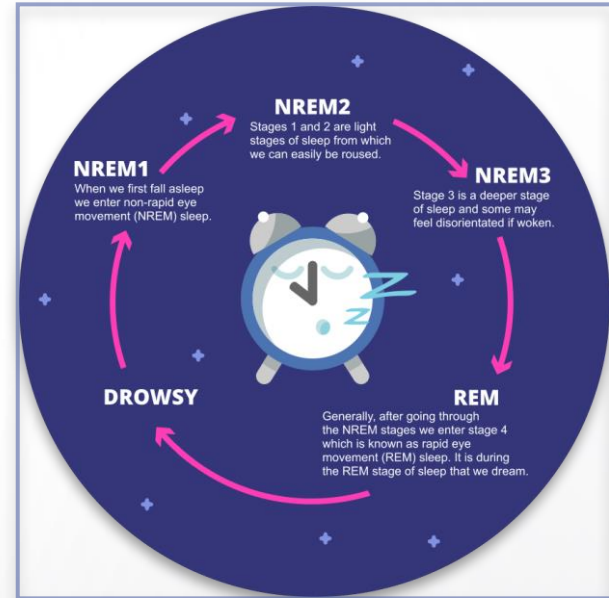 NREM2
Stages 1 and 2 are light
stages of sleep from which
we can easily be roused.
NREM1
When we first fall asleep
we enter non-rapid eye
movement (NREM) sleep.
NREM3
Stage 3 is a deeper stage
of sleep and some may
feel disorientated if woken.
Z
Z
DROWSY
REM
Generally, after going through
the NREM stages we enter stage 4
which is known as rapid eye
movement (REM) sleep. It is during
the REM stage of sleep that we dream.